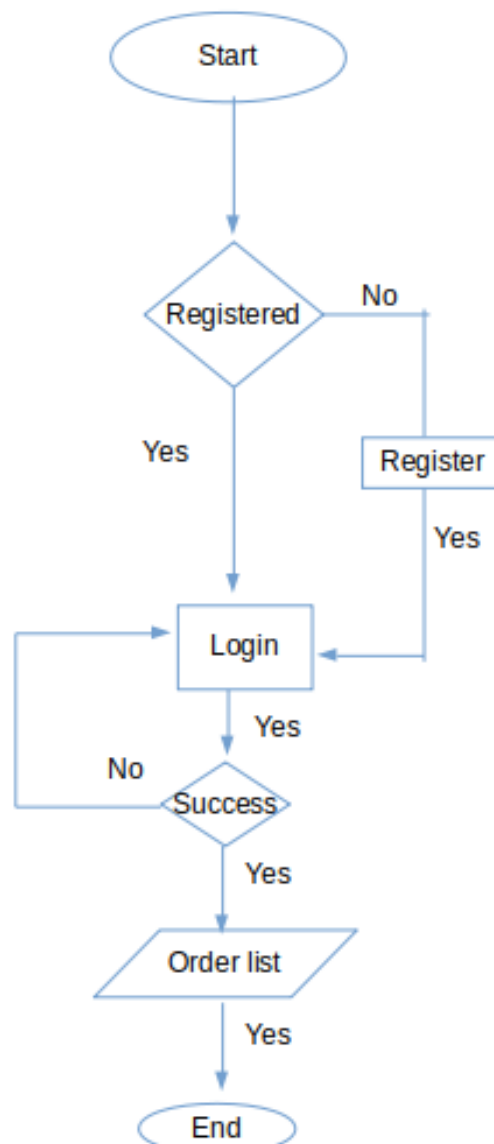 Start
Registered
No
Yes
Register
Yes
Login
Yes
No
Success
Yes
Order list
Yes
End